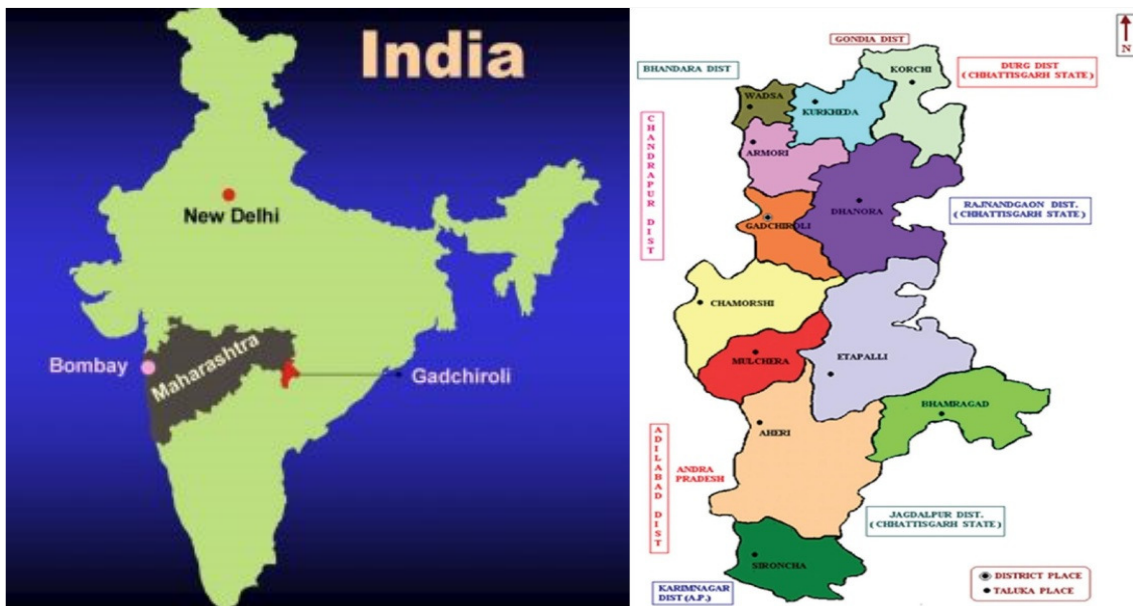 India
New Delhi
Bombay
Maharashtra
Gadchiroli
N
GONDIA DIST
BHANDARA DIST
DURG DIST
( CHHATTISGARH STATE)
KORCHI
WADSA
KURKHEDA
CHANDRAPUR DIST
ARMORI
DHANORA
RAJNANDGAON DIST.
(CHHATTISGARH STATE)
GADCHIROLI
CHAMORSHI
MULCHERA
ETAPALLI
BHAMRAGAD
AHERI
ADILABAD DIST
ANDRA
PRADESH
JAGDALPUR DIST.
(CHHATTISGARH STATE)
SIRONCHA
KARIMNAGAR
DIST (A.P.)
DISTRICT PLACE
TALUKA PLACE